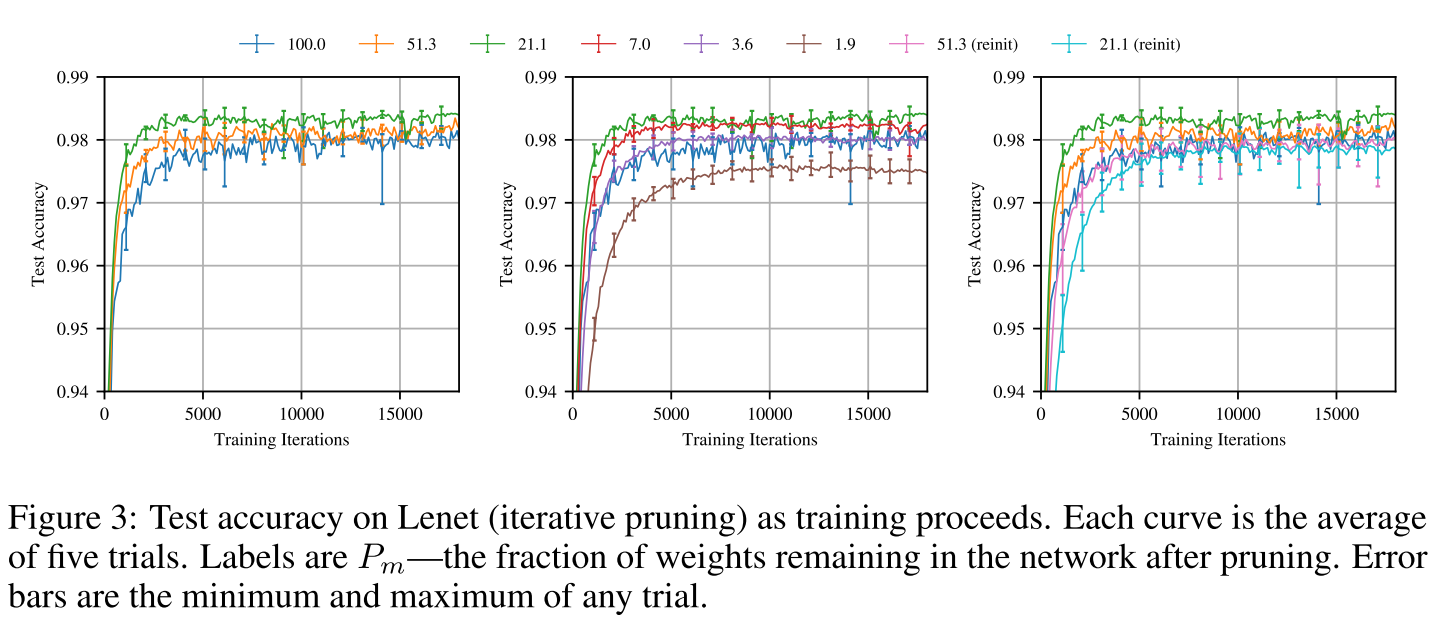 100.0 51.3 21.1 7.0 3.6 1.9 51.3 (reinit) 21.1 (reinit)
0.99
0.98
0.97
0.96
0.95
0.94
Test Accuracy
0 5000 10000 15000
Training Iterations
0.99
0.98
0.97
0.96
0.95
0.94
Test Accuracy
0 5000 10000 15000
Training Iterations
0.99
0.98
0.97
0.96
0.95
0.94
Test Accuracy
0 5000 10000 15000
Training Iterations
Figure 3: Test accuracy on Lenet (iterative pruning) as training proceeds. Each curve is the average
of five trials. Labels are Pm—the fraction of weights remaining in the network after pruning. Error
bars are the minimum and maximum of any trial.